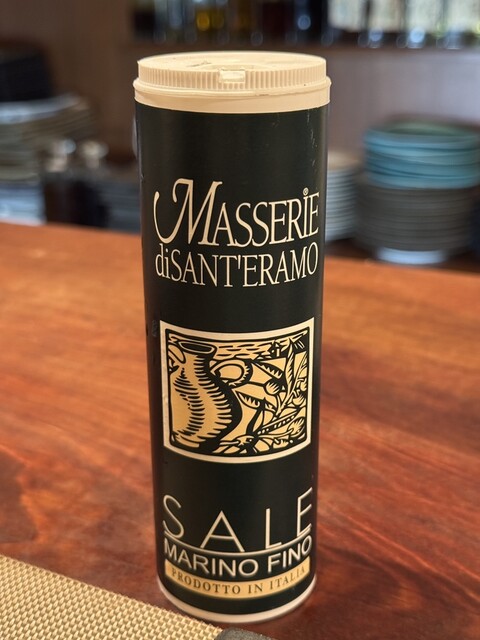 MASSERIE
diSANT'ERAMO
SALE
MARINO FINO
PRODOTTO IN ITALIA